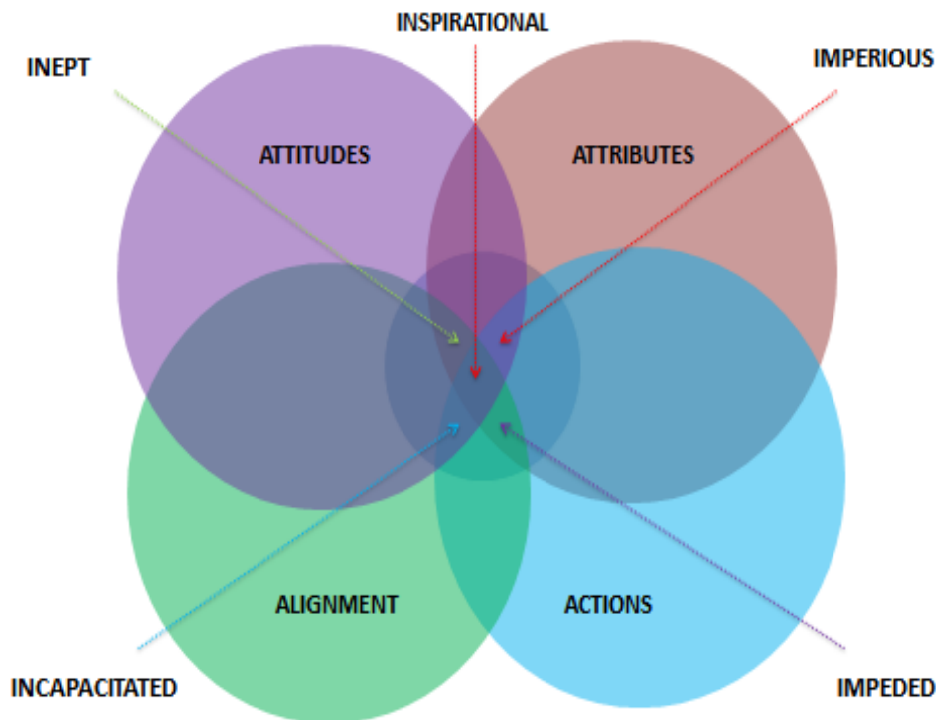 INSPIRATIONAL
INEPT
IMPERIOUS
ATTITUDES
ATTRIBUTES
ALIGNMENT
ACTIONS
INCAPACITATED
IMPEDED